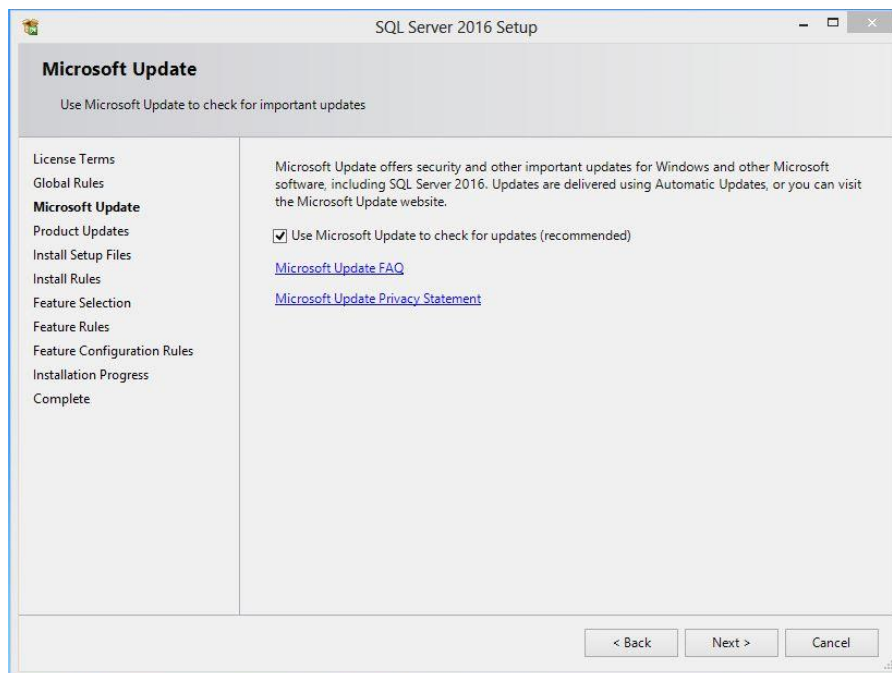 SQL Server 2016 Setup
Microsoft Update
Use Microsoft Update to check for important updates
License Terms
Global Rules
Microsoft Update
Product Updates
Install Setup Files
Install Rules
Feature Selection
Feature Rules
Feature Configuration Rules
Installation Progress
Complete
Microsoft Update offers security and other important updates for Windows and other Microsoft
software, including SQL Server 2016. Updates are delivered using Automatic Updates, or you can visit
the Microsoft Update website.
Use Microsoft Update to check for updates (recommended)
Microsoft Update FAQ
Microsoft Update Privacy Statement
< Back
Next >
Cancel